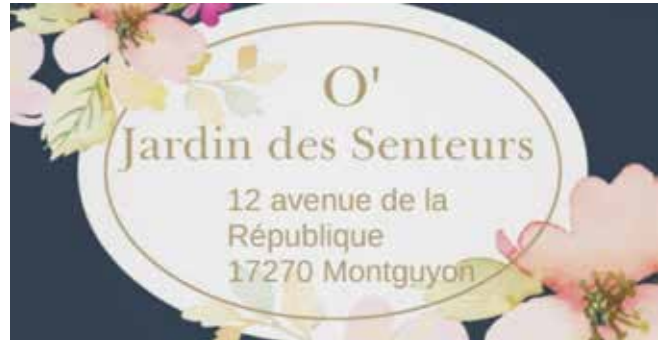 O'
Jardin des Senteurs
12 avenue de la
République
17270 Montguyon